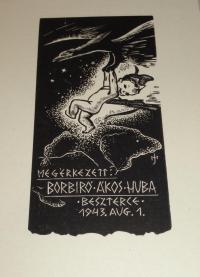 MEGÉRKEZETT:
BORBIRÓ·ÁKOS·HUBA
·BESZTERCE·
·1943. AUG. 1.